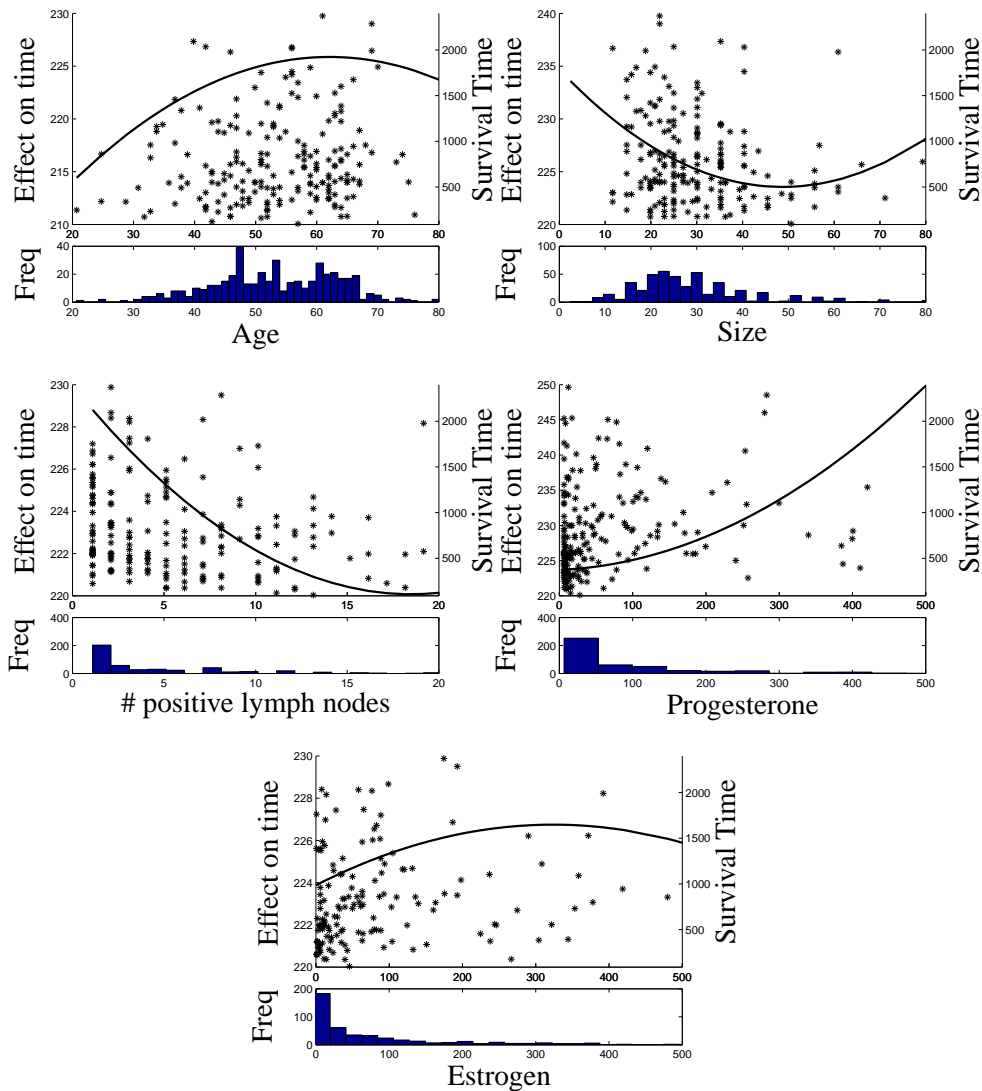 230
225
220
215
210
Effect on time
2000
1500
1000
500
Survival Time
20 30 40 50 60 70 80
40
20
0
Freq
20 30 40 50 60 70 80
Age
240
235
230
225
220
Effect on time
2000
1500
1000
500
Survival Time
0 10 20 30 40 50 60 70 80
100
50
0
Freq
0 10 20 30 40 50 60 70 80
Size
230
228
226
224
222
220
Effect on time
2000
1500
1000
500
Survival Time
0 5 10 15 20
400
200
0
Freq
0 5 10 15 20
# positive lymph nodes
250
245
240
235
230
225
220
Effect on time
2000
1500
1000
500
Survival Time
0 100 200 300 400 500
400
200
0
Freq
0 100 200 300 400 500
Progesterone
230
228
226
224
222
220
Effect on time
2000
1500
1000
500
Survival Time
0 100 200 300 400 500
200
100
0
Freq
0 100 200 300 400 500
Estrogen